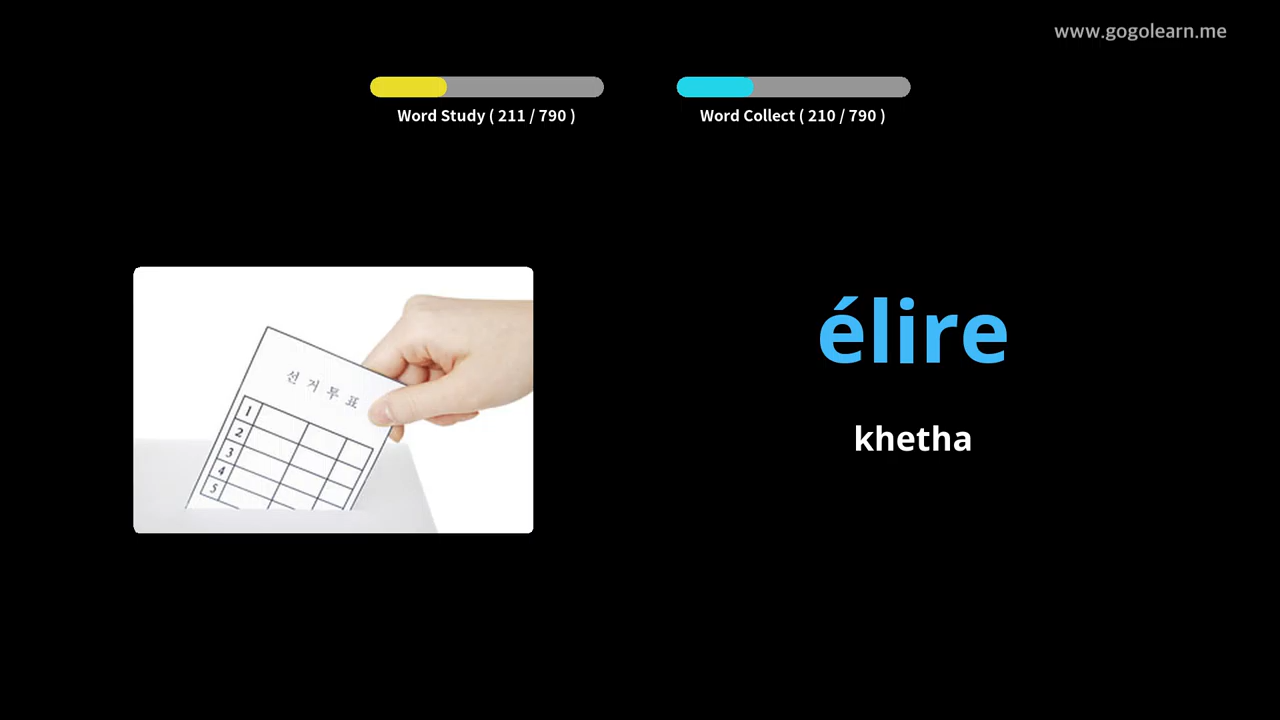 www.gogolearn.me
Word Study ( 211 / 790 )
Word Collect ( 210 / 790 )
선거투표
1
2
3
4
5
élire
khetha